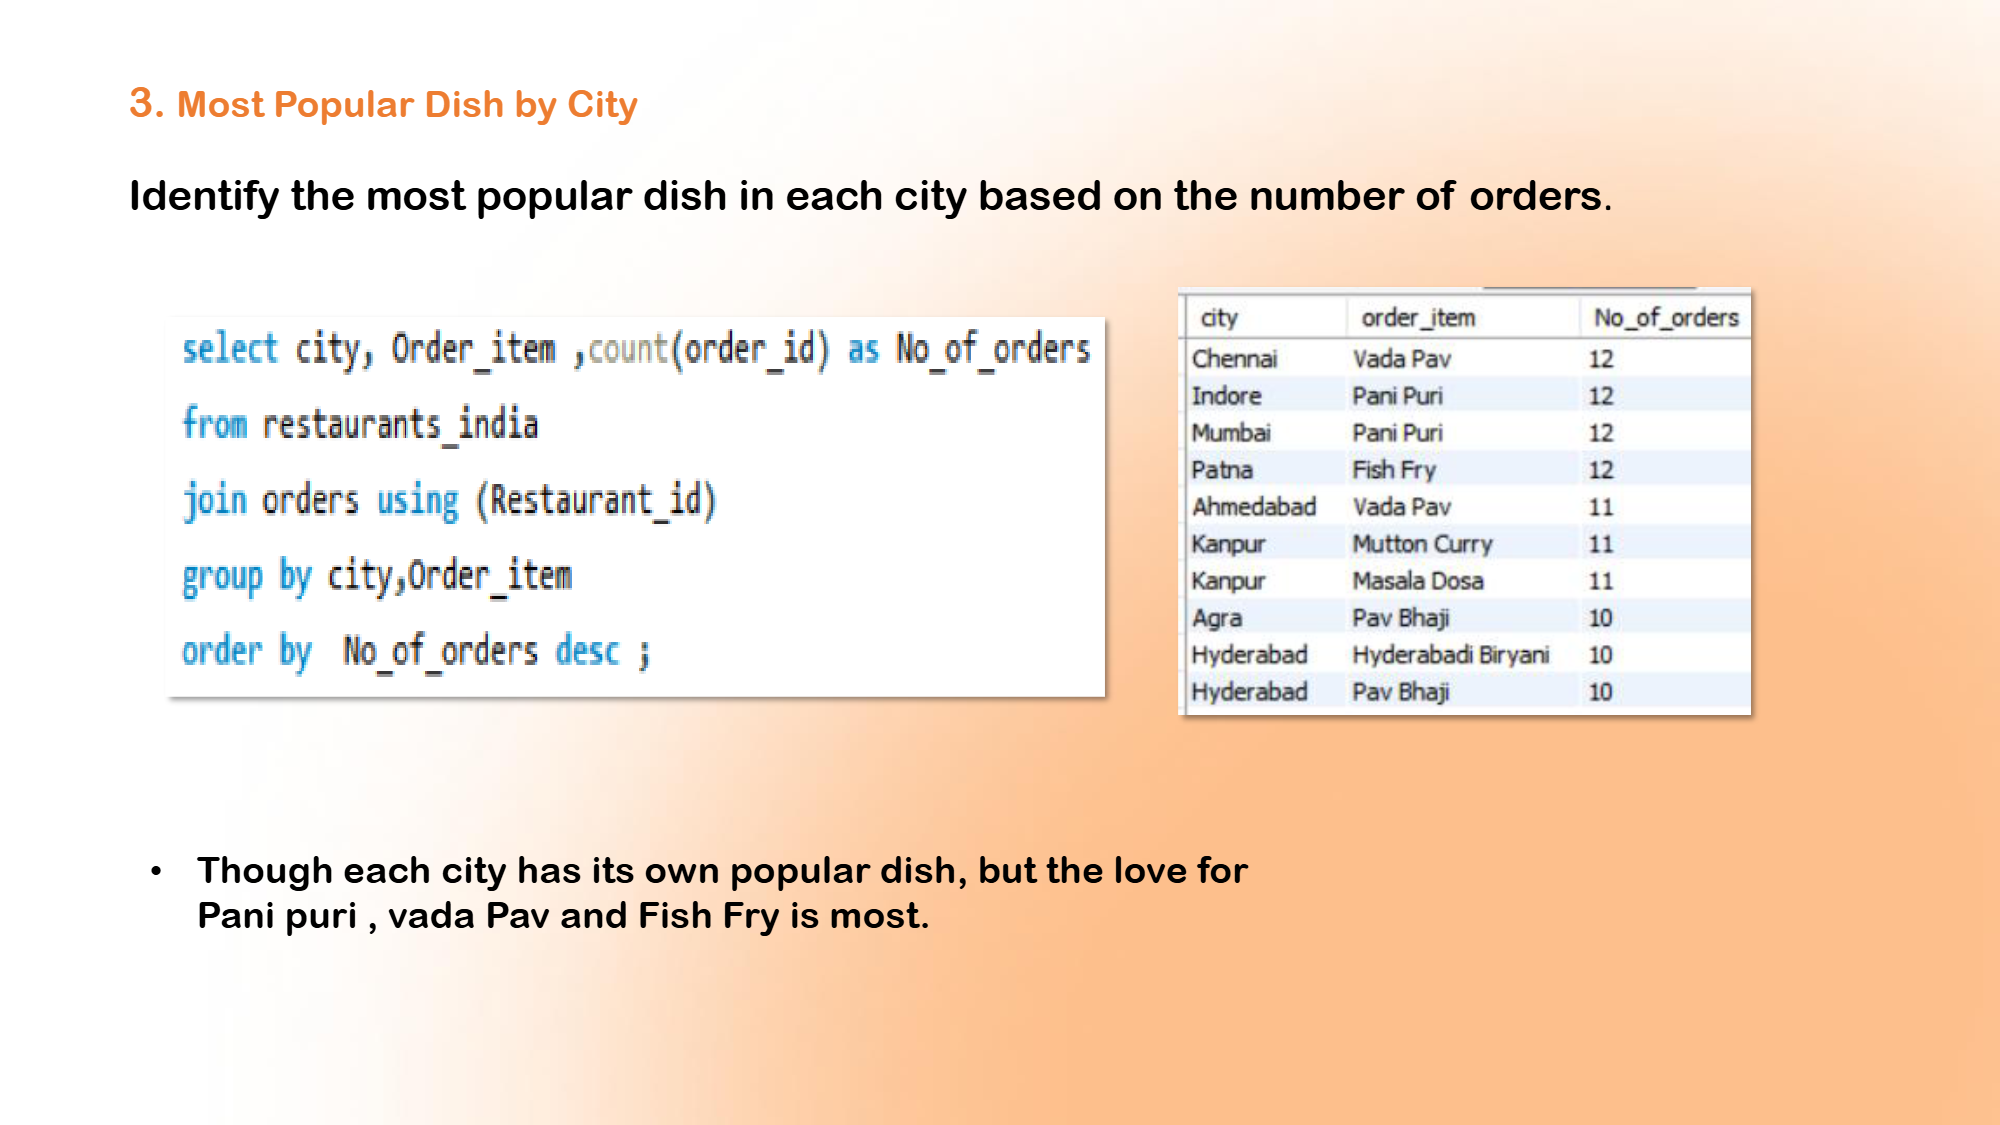 3. Most Popular Dish by City
Identify the most popular dish in each city based on the number of orders.
select city, Order_item ,count(order_id) as No_of_orders
from restaurants_india
join orders using (Restaurant_id)
group by city,Order_item
order by No_of_orders desc ;
city order_item No_of_orders
Chennai Vada Pav 12
Indore Pani Puri 12
Mumbai Pani Puri 12
Patna Fish Fry 12
Ahmedabad Vada Pav 11
Kanpur Mutton Curry 11
Kanpur Masala Dosa 11
Agra Pav Bhaji 10
Hyderabad Hyderabadi Biryani 10
Hyderabad Pav Bhaji 10
• Though each city has its own popular dish, but the love for
Pani puri , vada Pav and Fish Fry is most.